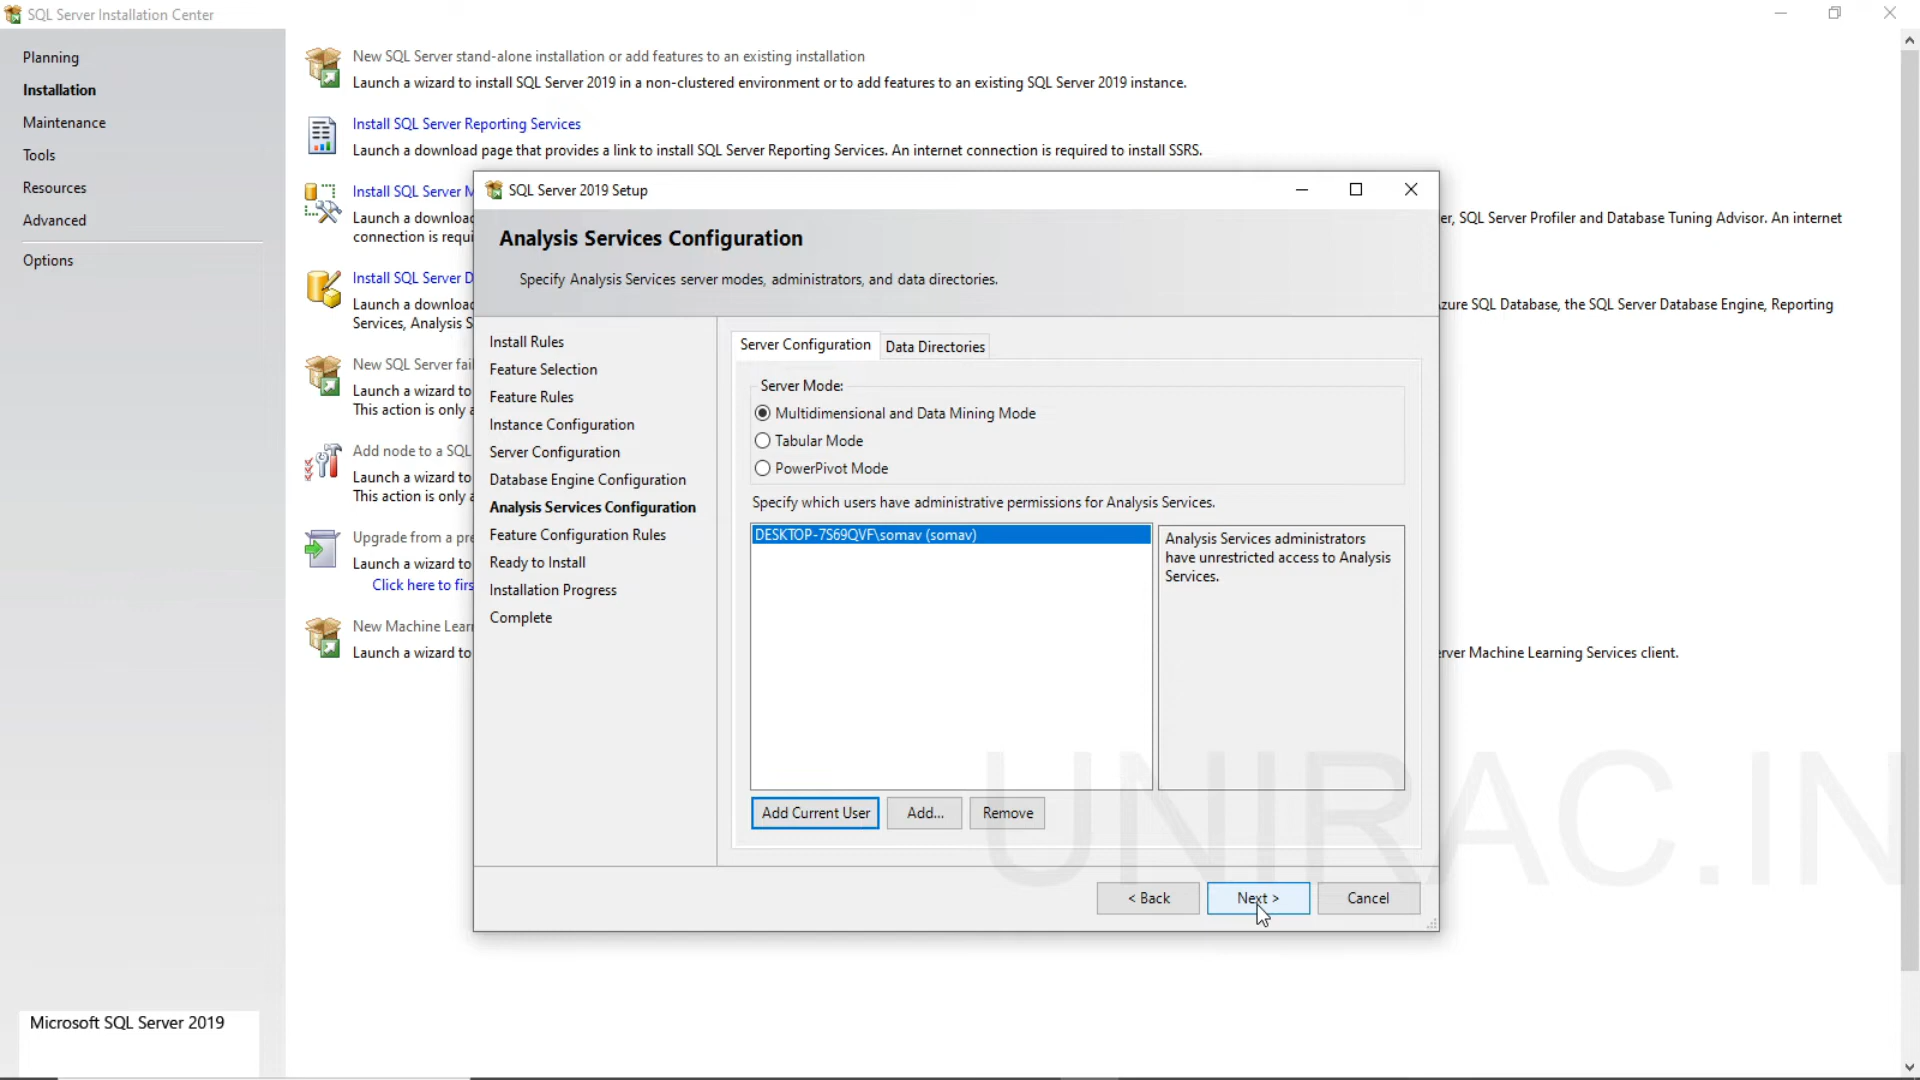 SQL Server Installation Center
Planning
Installation
Maintenance
Tools
Resources
Advanced
Options
Microsoft SQL Server 2019
New SQL Server stand-alone installation or add features to an existing installation
Launch a wizard to install SQL Server 2019 in a non-clustered environment or to add features to an existing SQL Server 2019 instance.
Install SQL Server Reporting Services
Launch a download page that provides a link to install SQL Server Reporting Services. An internet connection is required to install SSRS.
Install SQL Server M
Launch a download
er, SQL Server Profiler and Database Tuning Advisor. An internet
connection is requi
Install SQL Server D
Launch a download
zure SQL Database, the SQL Server Database Engine, Reporting
Services, Analysis S
New SQL Server fai
Launch a wizard to
This action is only a
Add node to a SQL
Launch a wizard to
This action is only a
Upgrade from a pre
Launch a wizard to
Click here to firs
New Machine Learn
Launch a wizard to
rver Machine Learning Services client.
SQL Server 2019 Setup
Analysis Services Configuration
Specify Analysis Services server modes, administrators, and data directories.
Install Rules
Feature Selection
Feature Rules
Instance Configuration
Server Configuration
Database Engine Configuration
Analysis Services Configuration
Feature Configuration Rules
Ready to Install
Installation Progress
Complete
Server Configuration
Data Directories
Server Mode:
Multidimensional and Data Mining Mode
Tabular Mode
PowerPivot Mode
Specify which users have administrative permissions for Analysis Services.
DESKTOP-7S69QVF\somav (somav)
Analysis Services administrators
have unrestricted access to Analysis
Services.
Add Current User
Add...
Remove
< Back
Next >
Cancel
UNIRAC.IN